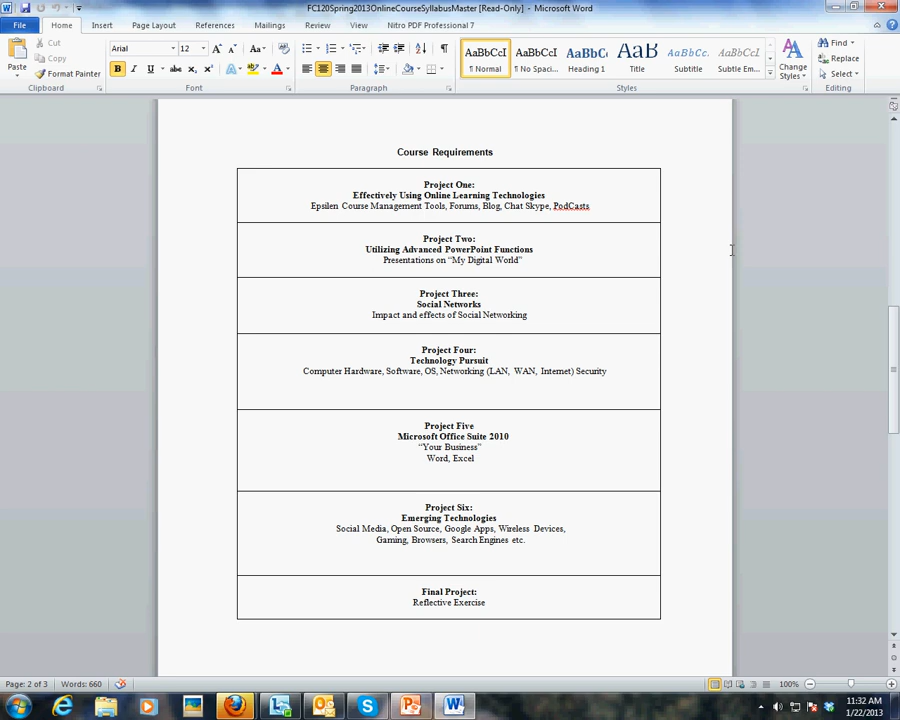 FC120Spring2013OnlineCourseSyllabusMaster [Read-Only] - Microsoft Word
File Home Insert Page Layout References Mailings Review View Nitro PDF Professional 7
Cut
Copy
Format Painter
Paste
Clipboard
Arial 12
Font
Paragraph
AaBbCcI AaBbCcI AaBbC AaB AaBbCc. AaBbCcI
¶ Normal ¶ No Spaci... Heading 1 Title Subtitle Subtle Em...
Styles
Change Styles
Find
Replace
Select
Editing
Course Requirements
Project One:
Effectively Using Online Learning Technologies
Epsilen Course Management Tools, Forums, Blog, Chat Skype, PodCasts
Project Two:
Utilizing Advanced PowerPoint Functions
Presentations on “My Digital World”
Project Three:
Social Networks
Impact and effects of Social Networking
Project Four:
Technology Pursuit
Computer Hardware, Software, OS, Networking (LAN, WAN, Internet) Security
Project Five
Microsoft Office Suite 2010
“Your Business”
Word, Excel
Project Six:
Emerging Technologies
Social Media, Open Source, Google Apps, Wireless Devices,
Gaming, Browsers, Search Engines etc.
Final Project:
Reflective Exercise
Page: 2 of 3 Words: 660 100%
11:32 AM
1/22/2013